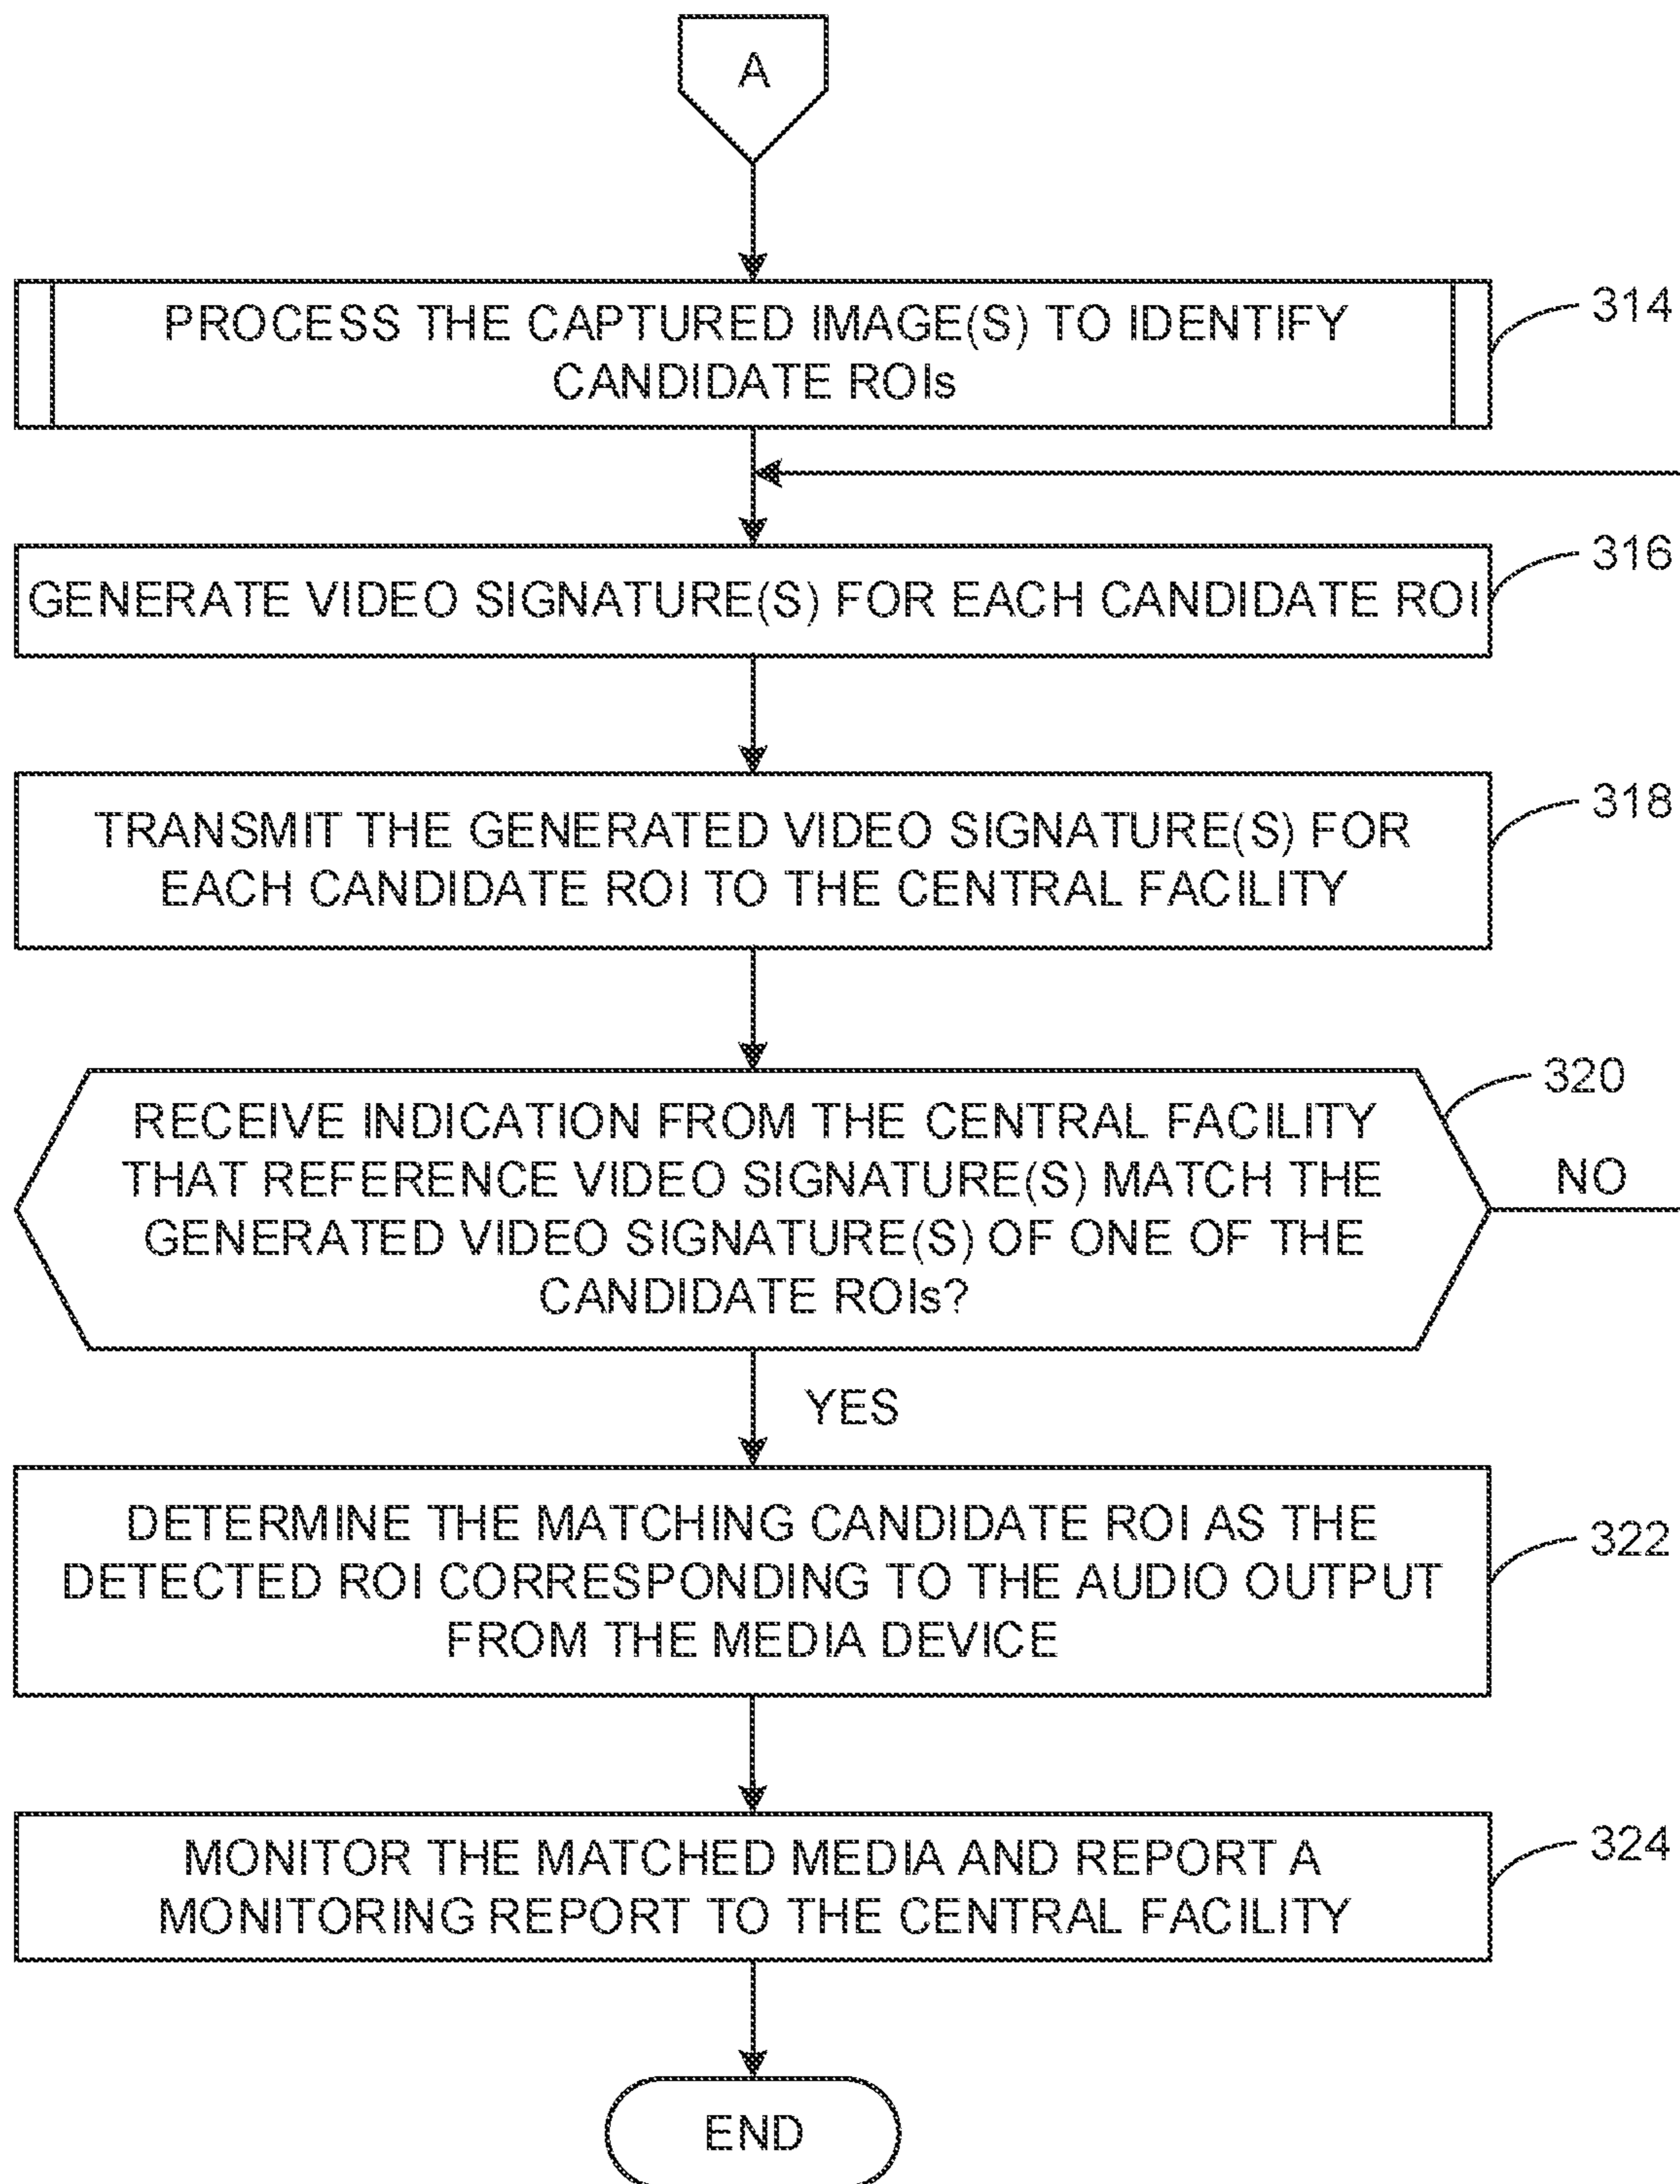 A
PROCESS THE CAPTURED IMAGE(S) TO IDENTIFY
CANDIDATE ROIs
314
GENERATE VIDEO SIGNATURE(S) FOR EACH CANDIDATE ROI
316
TRANSMIT THE GENERATED VIDEO SIGNATURE(S) FOR
EACH CANDIDATE ROI TO THE CENTRAL FACILITY
318
RECEIVE INDICATION FROM THE CENTRAL FACILITY
THAT REFERENCE VIDEO SIGNATURE(S) MATCH THE
GENERATED VIDEO SIGNATURE(S) OF ONE OF THE
CANDIDATE ROIs?
320
NO
YES
DETERMINE THE MATCHING CANDIDATE ROI AS THE
DETECTED ROI CORRESPONDING TO THE AUDIO OUTPUT
FROM THE MEDIA DEVICE
322
MONITOR THE MATCHED MEDIA AND REPORT A
MONITORING REPORT TO THE CENTRAL FACILITY
324
END